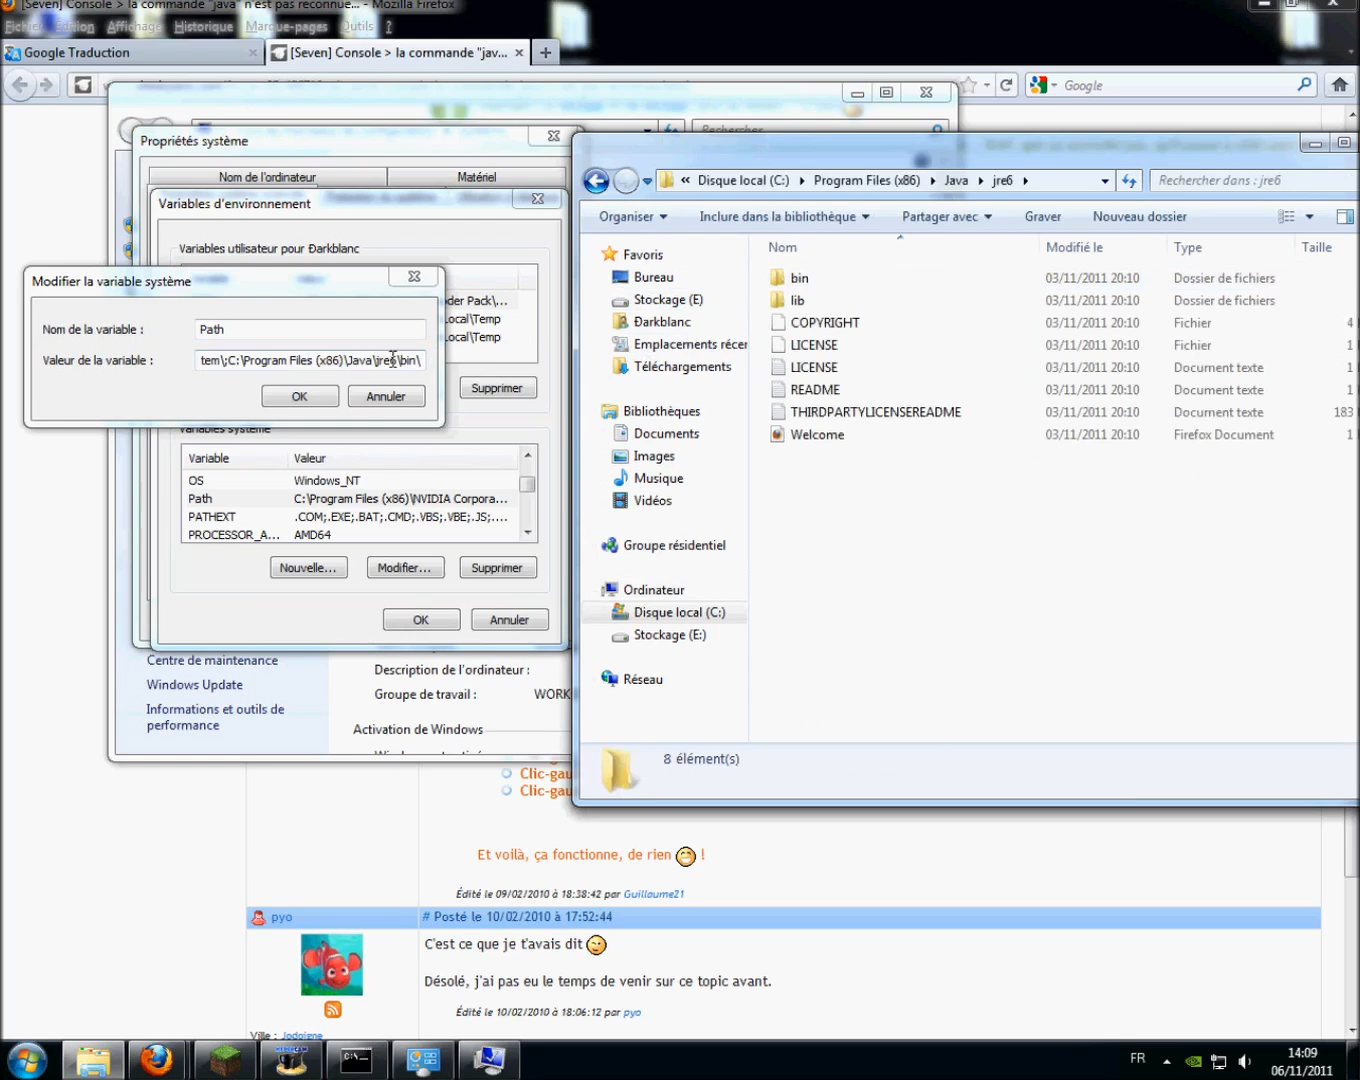 [Seven] Console > la commande "java" n'est pas reconnue... - Mozilla Firefox
Fichier Edition Affichage Historique Marque-pages Outils ?
Google Traduction
[Seven] Console > la commande "jav...
Google
Rechercher
Propriétés système
Nom de l'ordinateur
Matériel
Variables d'environnement
Variables utilisateur pour Ðarkblanc
oder Pack\...
Local\Temp
Local\Temp
Supprimer
Modifier la variable système
Nom de la variable :
Path
Valeur de la variable :
tem\;C:\Program Files (x86)\Java\jre6\bin\
OK
Annuler
Variables système
Variable
Valeur
OS
Windows_NT
Path
C:\Program Files (x86)\NVIDIA Corpora...
PATHEXT
.COM;.EXE;.BAT;.CMD;.VBS;.VBE;.JS;....
PROCESSOR_A...
AMD64
Nouvelle...
Modifier...
Supprimer
OK
Annuler
Centre de maintenance
Windows Update
Informations et outils de
performance
Description de l'ordinateur :
Groupe de travail :
WORK
Activation de Windows
« Disque local (C:)
Program Files (x86)
Java
jre6
Rechercher dans : jre6
Organiser
Inclure dans la bibliothèque
Partager avec
Graver
Nouveau dossier
Favoris
Bureau
Stockage (E)
Ðarkblanc
Emplacements récer
Téléchargements
Bibliothèques
Documents
Images
Musique
Vidéos
Groupe résidentiel
Ordinateur
Disque local (C:)
Stockage (E:)
Réseau
Nom
Modifié le
Type
Taille
bin
03/11/2011 20:10
Dossier de fichiers
lib
03/11/2011 20:10
Dossier de fichiers
COPYRIGHT
03/11/2011 20:10
Fichier
4
LICENSE
03/11/2011 20:10
Fichier
1
LICENSE
03/11/2011 20:10
Document texte
1
README
03/11/2011 20:10
Document texte
1
THIRDPARTYLICENSEREADME
03/11/2011 20:10
Document texte
183
Welcome
03/11/2011 20:10
Firefox Document
1
8 élément(s)
Clic-gau
Clic-gau
Et voilà, ça fonctionne, de rien !
Édité le 09/02/2010 à 18:38:42 par Guillaume21
pyo
# Posté le 10/02/2010 à 17:52:44
C'est ce que je t'avais dit
Désolé, j'ai pas eu le temps de venir sur ce topic avant.
Édité le 10/02/2010 à 18:06:12 par pyo
Ville : Jodoigne
FR
14:09
06/11/2011